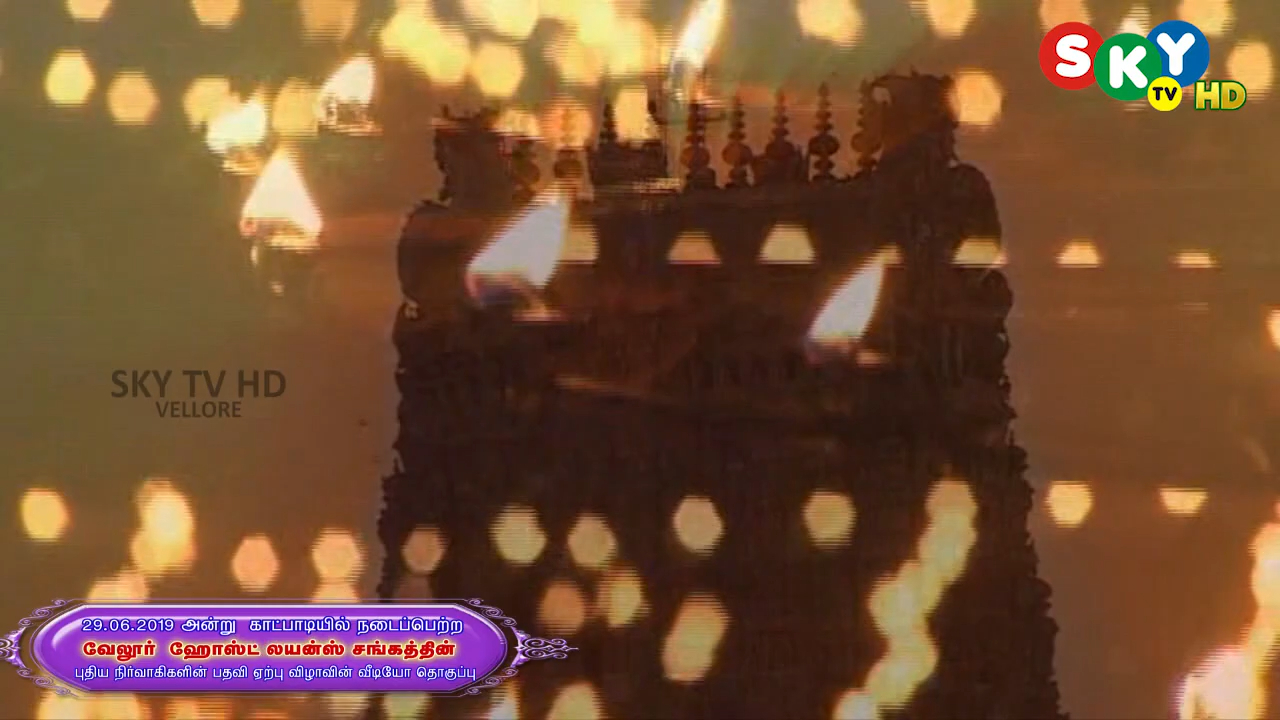 SKY
TV HD
SKY TV HD
VELLORE
29.06.2019 அன்று காட்பாடியில் நடைப்பெற்ற
வேலூர் ஹோஸ்ட் லயன்ஸ் சங்கத்தின்
புதிய நிர்வாகிகளின் பதவி ஏற்பு விழாவின் வீடியோ தொகுப்பு